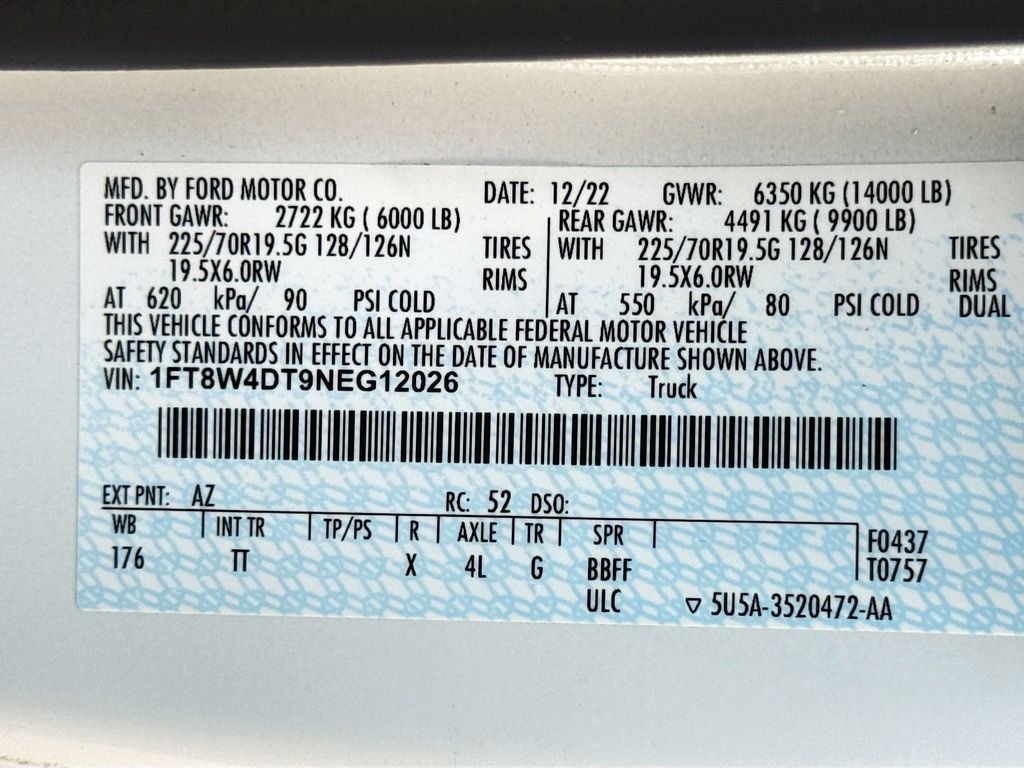 MFD. BY FORD MOTOR CO. DATE: 12/22 GVWR: 6350 KG (14000 LB)
FRONT GAWR: 2722 KG ( 6000 LB) REAR GAWR: 4491 KG ( 9900 LB)
WITH 225/70R19.5G 128/126N TIRES WITH 225/70R19.5G 128/126N TIRES
19.5X6.0RW RIMS 19.5X6.0RW RIMS
AT 620 kPa/ 90 PSI COLD AT 550 kPa/ 80 PSI COLD DUAL
THIS VEHICLE CONFORMS TO ALL APPLICABLE FEDERAL MOTOR VEHICLE
SAFETY STANDARDS IN EFFECT ON THE DATE OF MANUFACTURE SHOWN ABOVE.
VIN: 1FT8W4DT9NEG12026 TYPE: Truck
EXT PNT: AZ RC: 52 DSO:
WB INT TR TP/PS R AXLE TR SPR F0437
176 TT X 4L G BBFF T0757
ULC ▽ 5U5A-3520472-AA